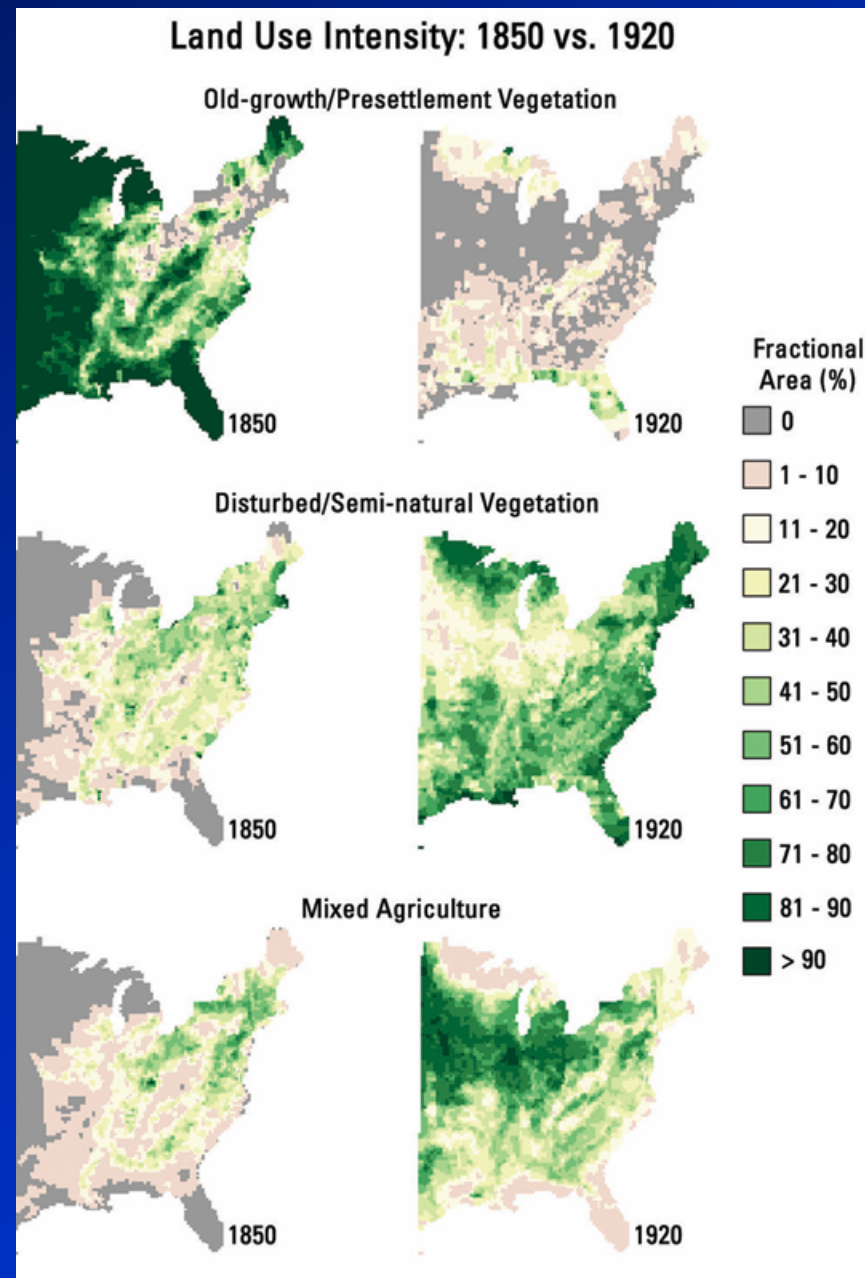 Land Use Intensity: 1850 vs. 1920
Old-growth/Presettlement Vegetation
1850
1920
Disturbed/Semi-natural Vegetation
1850
1920
Mixed Agriculture
1850
1920
Fractional
Area (%)
0
1 - 10
11 - 20
21 - 30
31 - 40
41 - 50
51 - 60
61 - 70
71 - 80
81 - 90
> 90